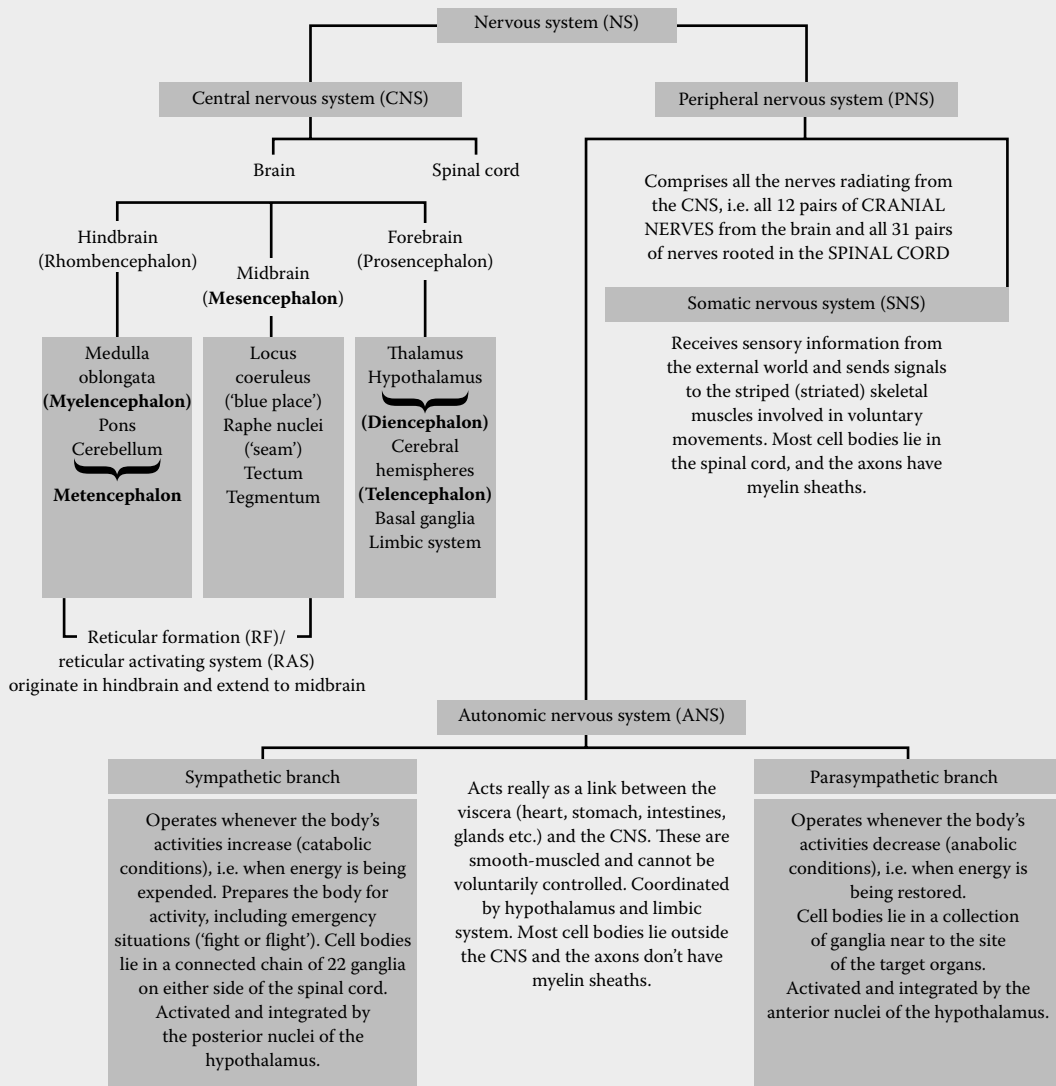 Nervous system (NS)
Central nervous system (CNS)
Peripheral nervous system (PNS)
Brain
Spinal cord
Comprises all the nerves radiating from
the CNS, i.e. all 12 pairs of CRANIAL
NERVES from the brain and all 31 pairs
of nerves rooted in the SPINAL CORD
Hindbrain
(Rhombencephalon)
Midbrain
(Mesencephalon)
Forebrain
(Prosencephalon)
Somatic nervous system (SNS)
Receives sensory information from
the external world and sends signals
to the striped (striated) skeletal
muscles involved in voluntary
movements. Most cell bodies lie in
the spinal cord, and the axons have
myelin sheaths.
Medulla
oblongata
(Myelencephalon)
Pons
Cerebellum
Metencephalon
Locus
coeruleus
(‘blue place’)
Raphe nuclei
(‘seam’)
Tectum
Tegmentum
Thalamus
Hypothalamus
(Diencephalon)
Cerebral
hemispheres
(Telencephalon)
Basal ganglia
Limbic system
Reticular formation (RF)/
reticular activating system (RAS)
originate in hindbrain and extend to midbrain
Autonomic nervous system (ANS)
Sympathetic branch
Operates whenever the body’s
activities increase (catabolic
conditions), i.e. when energy is being
expended. Prepares the body for
activity, including emergency
situations (‘fight or flight’). Cell bodies
lie in a connected chain of 22 ganglia
on either side of the spinal cord.
Activated and integrated by
the posterior nuclei of the
hypothalamus.
Acts really as a link between the
viscera (heart, stomach, intestines,
glands etc.) and the CNS. These are
smooth-muscled and cannot be
voluntarily controlled. Coordinated
by hypothalamus and limbic
system. Most cell bodies lie outside
the CNS and the axons don’t have
myelin sheaths.
Parasympathetic branch
Operates whenever the body’s
activities decrease (anabolic
conditions), i.e. when energy is
being restored.
Cell bodies lie in a collection
of ganglia near to the site
of the target organs.
Activated and integrated by the
anterior nuclei of the hypothalamus.